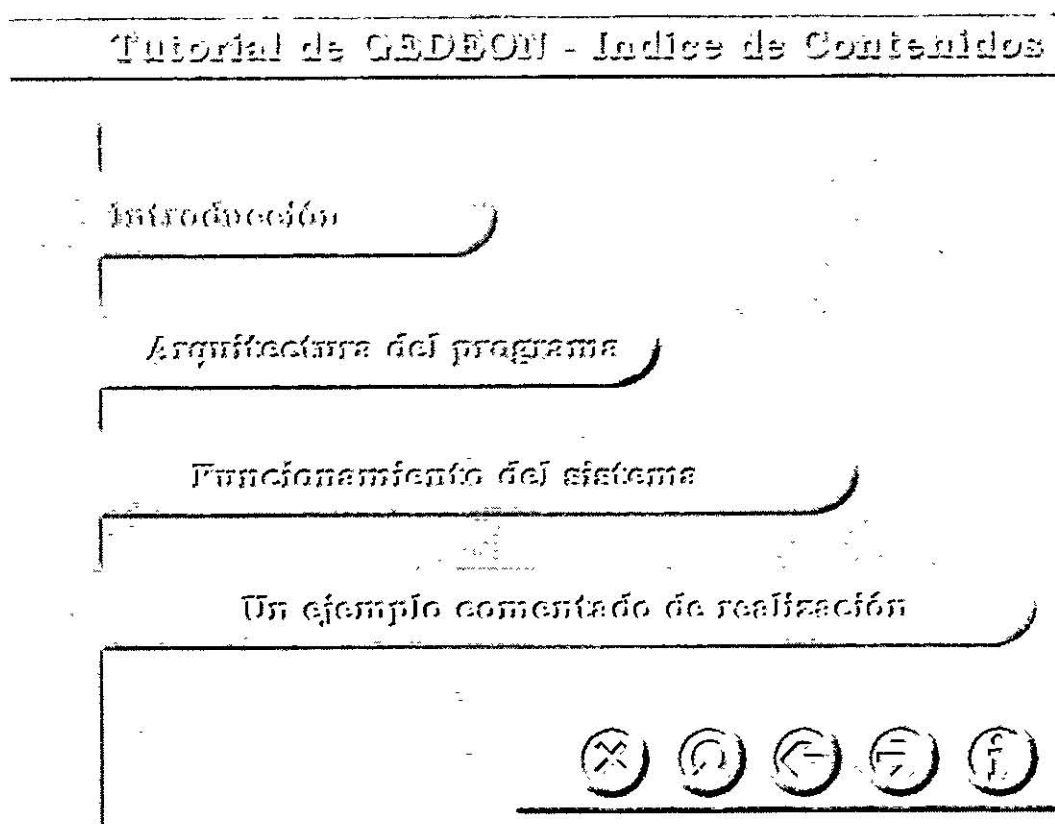 Tutorial de GEDEON - Indice de Contenidos
Introducción
Arquitectura del programa
Funcionamiento del sistema
Un ejemplo comentado de realización